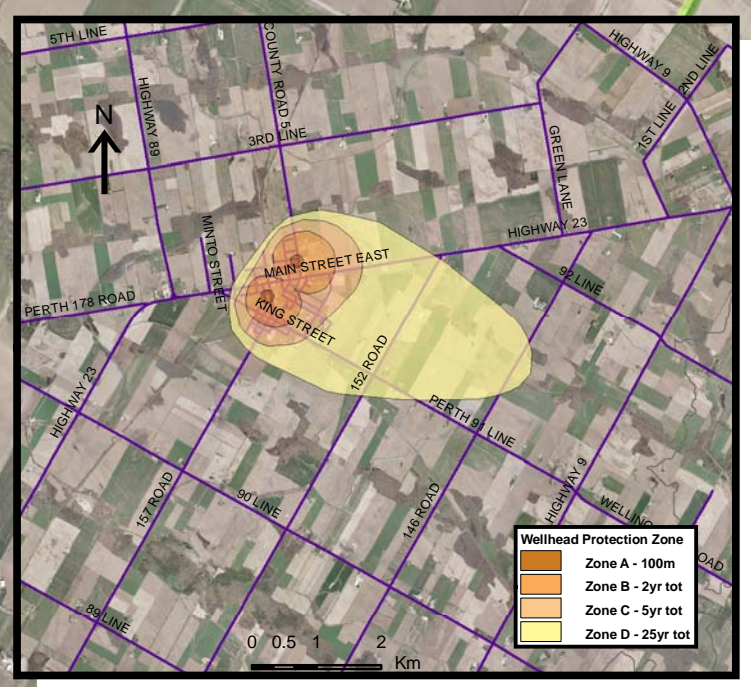 5TH LINE
HIGHWAY 89
COUNTY ROAD 5
HIGHWAY 9
2ND LINE
1ST LINE
N
3RD LINE
GREEN LANE
MINTO STREET
HIGHWAY 23
MAIN STREET EAST
92 LINE
PERTH 178 ROAD
KING STREET
152 ROAD
HIGHWAY 23
PERTH 91 LINE
157 ROAD
90 LINE
146 ROAD
HIGHWAY 9
OAD
89 LINE
Wellhead Protection Zone
Zone A - 100m
Zone B - 2yr tot
Zone C - 5yr tot
Zone D - 25yr tot
0 0.5 1 2
Km